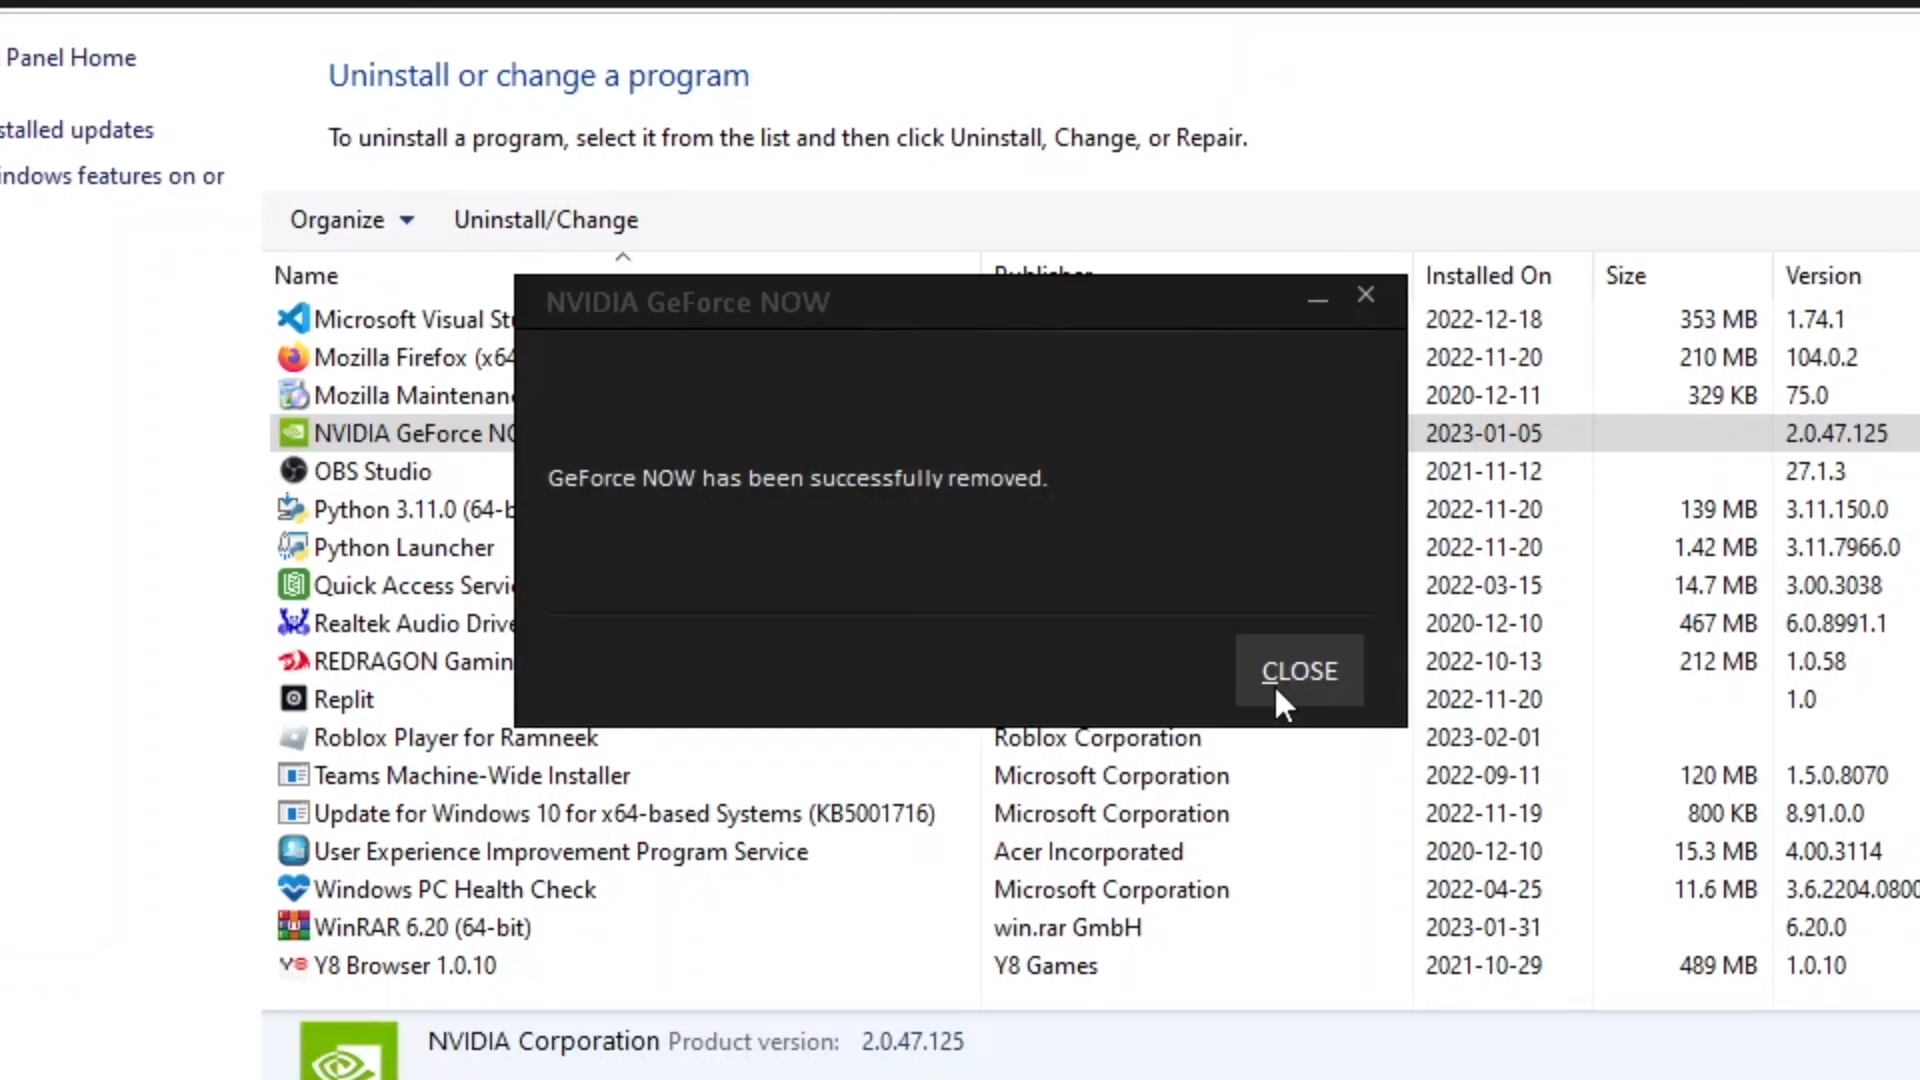 Panel Home
stalled updates
indows features on or
Uninstall or change a program
To uninstall a program, select it from the list and then click Uninstall, Change, or Repair.
Organize Uninstall/Change
Name Publisher Installed On Size Version
NVIDIA GeForce NOW
Microsoft Visual Stu 2022-12-18 353 MB 1.74.1
Mozilla Firefox (x64 2022-11-20 210 MB 104.0.2
Mozilla Maintenanc 2020-12-11 329 KB 75.0
NVIDIA GeForce NO 2023-01-05 2.0.47.125
OBS Studio 2021-11-12 27.1.3
GeForce NOW has been successfully removed.
Python 3.11.0 (64-b 2022-11-20 139 MB 3.11.150.0
Python Launcher 2022-11-20 1.42 MB 3.11.7966.0
Quick Access Servic 2022-03-15 14.7 MB 3.00.3038
Realtek Audio Drive 2020-12-10 467 MB 6.0.8991.1
REDRAGON Gamin 2022-10-13 212 MB 1.0.58
CLOSE
Replit 2022-11-20 1.0
Roblox Player for Ramneek Roblox Corporation 2023-02-01
Teams Machine-Wide Installer Microsoft Corporation 2022-09-11 120 MB 1.5.0.8070
Update for Windows 10 for x64-based Systems (KB5001716) Microsoft Corporation 2022-11-19 800 KB 8.91.0.0
User Experience Improvement Program Service Acer Incorporated 2020-12-10 15.3 MB 4.00.3114
Windows PC Health Check Microsoft Corporation 2022-04-25 11.6 MB 3.6.2204.0800
WinRAR 6.20 (64-bit) win.rar GmbH 2023-01-31 6.20.0
Y8 Browser 1.0.10 Y8 Games 2021-10-29 489 MB 1.0.10
NVIDIA Corporation Product version: 2.0.47.125